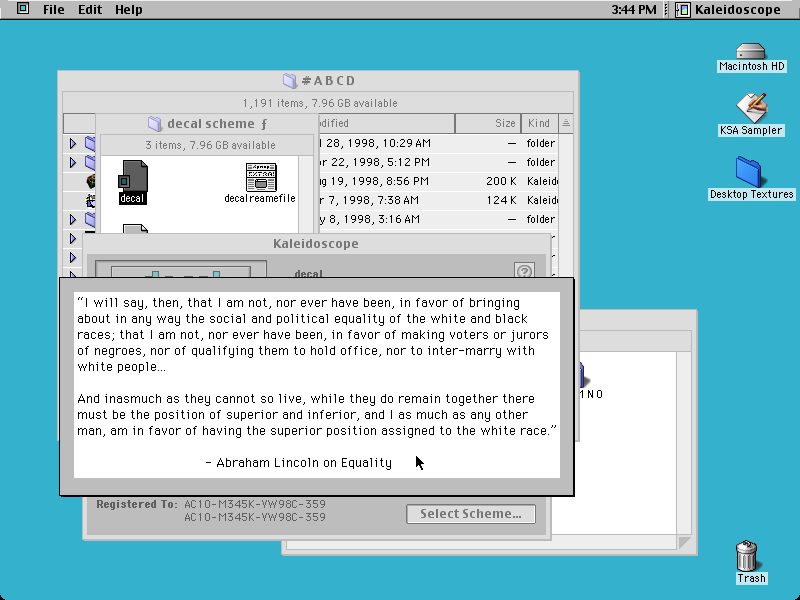 File Edit Help
3:44 PM Kaleidoscope
Macintosh HD
KSA Sampler
Desktop Textures
#ABCD
1,191 items, 7.96 GB available
Size Kind
28, 1998, 10:29 AM — folder
22, 1998, 5:12 PM — folder
19, 1998, 8:56 PM 200 K
7, 1998, 7:38 AM 124 K
8, 1998, 3:16 AM — folder
decal scheme ƒ
3 items, 7.96 GB available
decal
decalreamefile
Kaleidoscope
decal
“I will say, then, that I am not, nor ever have been, in favor of bringing
about in any way the social and political equality of the white and black
races; that I am not, nor ever have been, in favor of making voters or jurors
of negroes, nor of qualifying them to hold office, nor to inter-marry with
white people...
And inasmuch as they cannot so live, while they do remain together there
must be the position of superior and inferior, and I as much as any other
man, am in favor of having the superior position assigned to the white race.”
- Abraham Lincoln on Equality
Registered To: AC10-M345K-YW98C-359
AC10-M345K-YW98C-359
Select Scheme...
NO
Trash